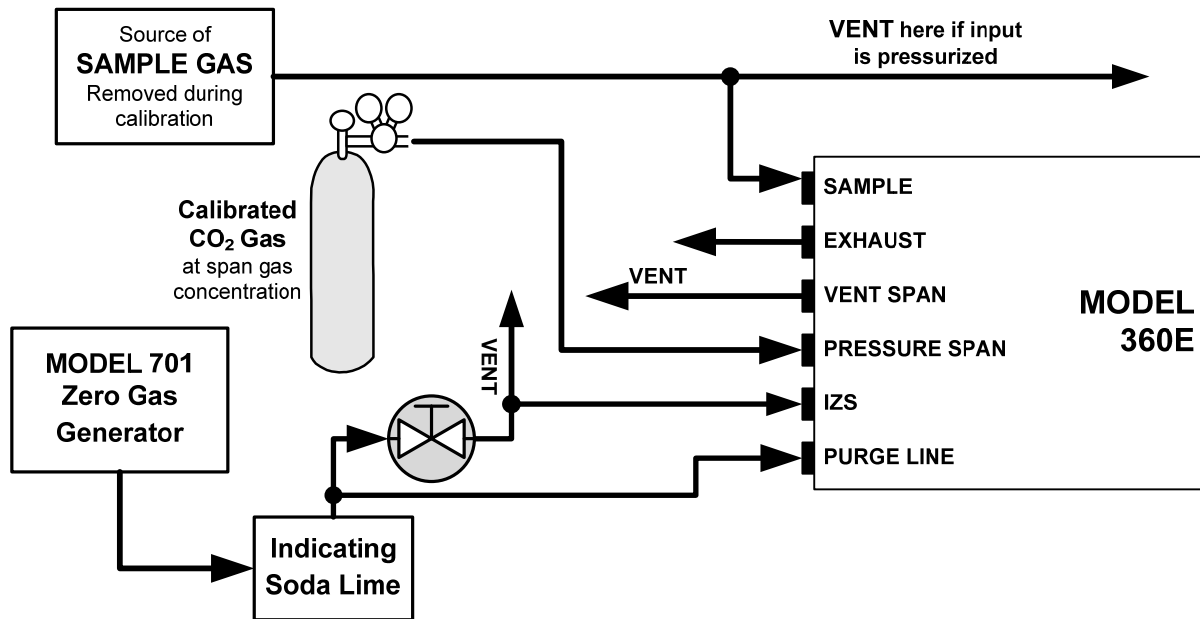 Source of
SAMPLE GAS
Removed during
calibration
VENT here if input
is pressurized
Calibrated
CO₂ Gas
at span gas
concentration
MODEL 701
Zero Gas
Generator
Indicating
Soda Lime
VENT
VENT
SAMPLE
EXHAUST
VENT SPAN
PRESSURE SPAN
IZS
PURGE LINE
MODEL
360E